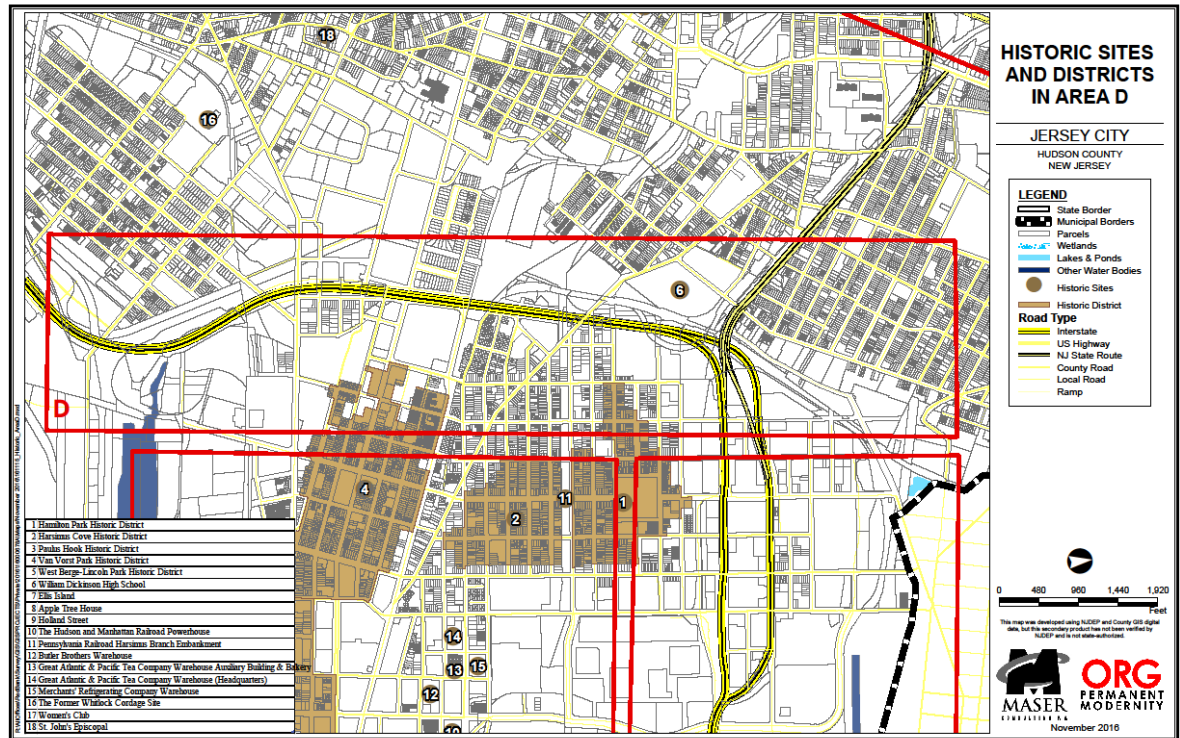 HISTORIC SITES
AND DISTRICTS
IN AREA D
JERSEY CITY
HUDSON COUNTY
NEW JERSEY
LEGEND
State Border
Municipal Borders
Parcels
Wetlands
Lakes & Ponds
Other Water Bodies
Historic Sites
Historic District
Road Type
Interstate
US Highway
NJ State Route
County Road
Local Road
Ramp
0 480 960 1,440 1,920
Feet
This map was developed using NJDEP and County GIS digital
data, but this secondary product has not been verified by
NJDEP and is not state-authorized.
MASER
CONSULTING P.A.
ORG
PERMANENT
MODERNITY
November 2016
18
16
6
D
4
11
1
2
14
13
15
12
10
1 Hamilton Park Historic District
2 Harsimus Cove Historic District
3 Paulus Hook Historic District
4 Van Vorst Park Historic District
5 West Berge-Lincoln Park Historic District
6 William Dickinson High School
7 Ellis Island
8 Apple Tree House
9 Holland Street
10 The Hudson and Manhattan Railroad Powerhouse
11 Pennsylvania Railroad Harsimus Branch Embankment
12 Butler Brothers Warehouse
13 Great Atlantic & Pacific Tea Company Warehouse Auxiliary Building & Bakery
14 Great Atlantic & Pacific Tea Company Warehouse (Headquarters)
15 Merchants' Refrigerating Company Warehouse
16 The Former Whitlock Cordage Site
17 Women's Club
18 St. John's Episcopal